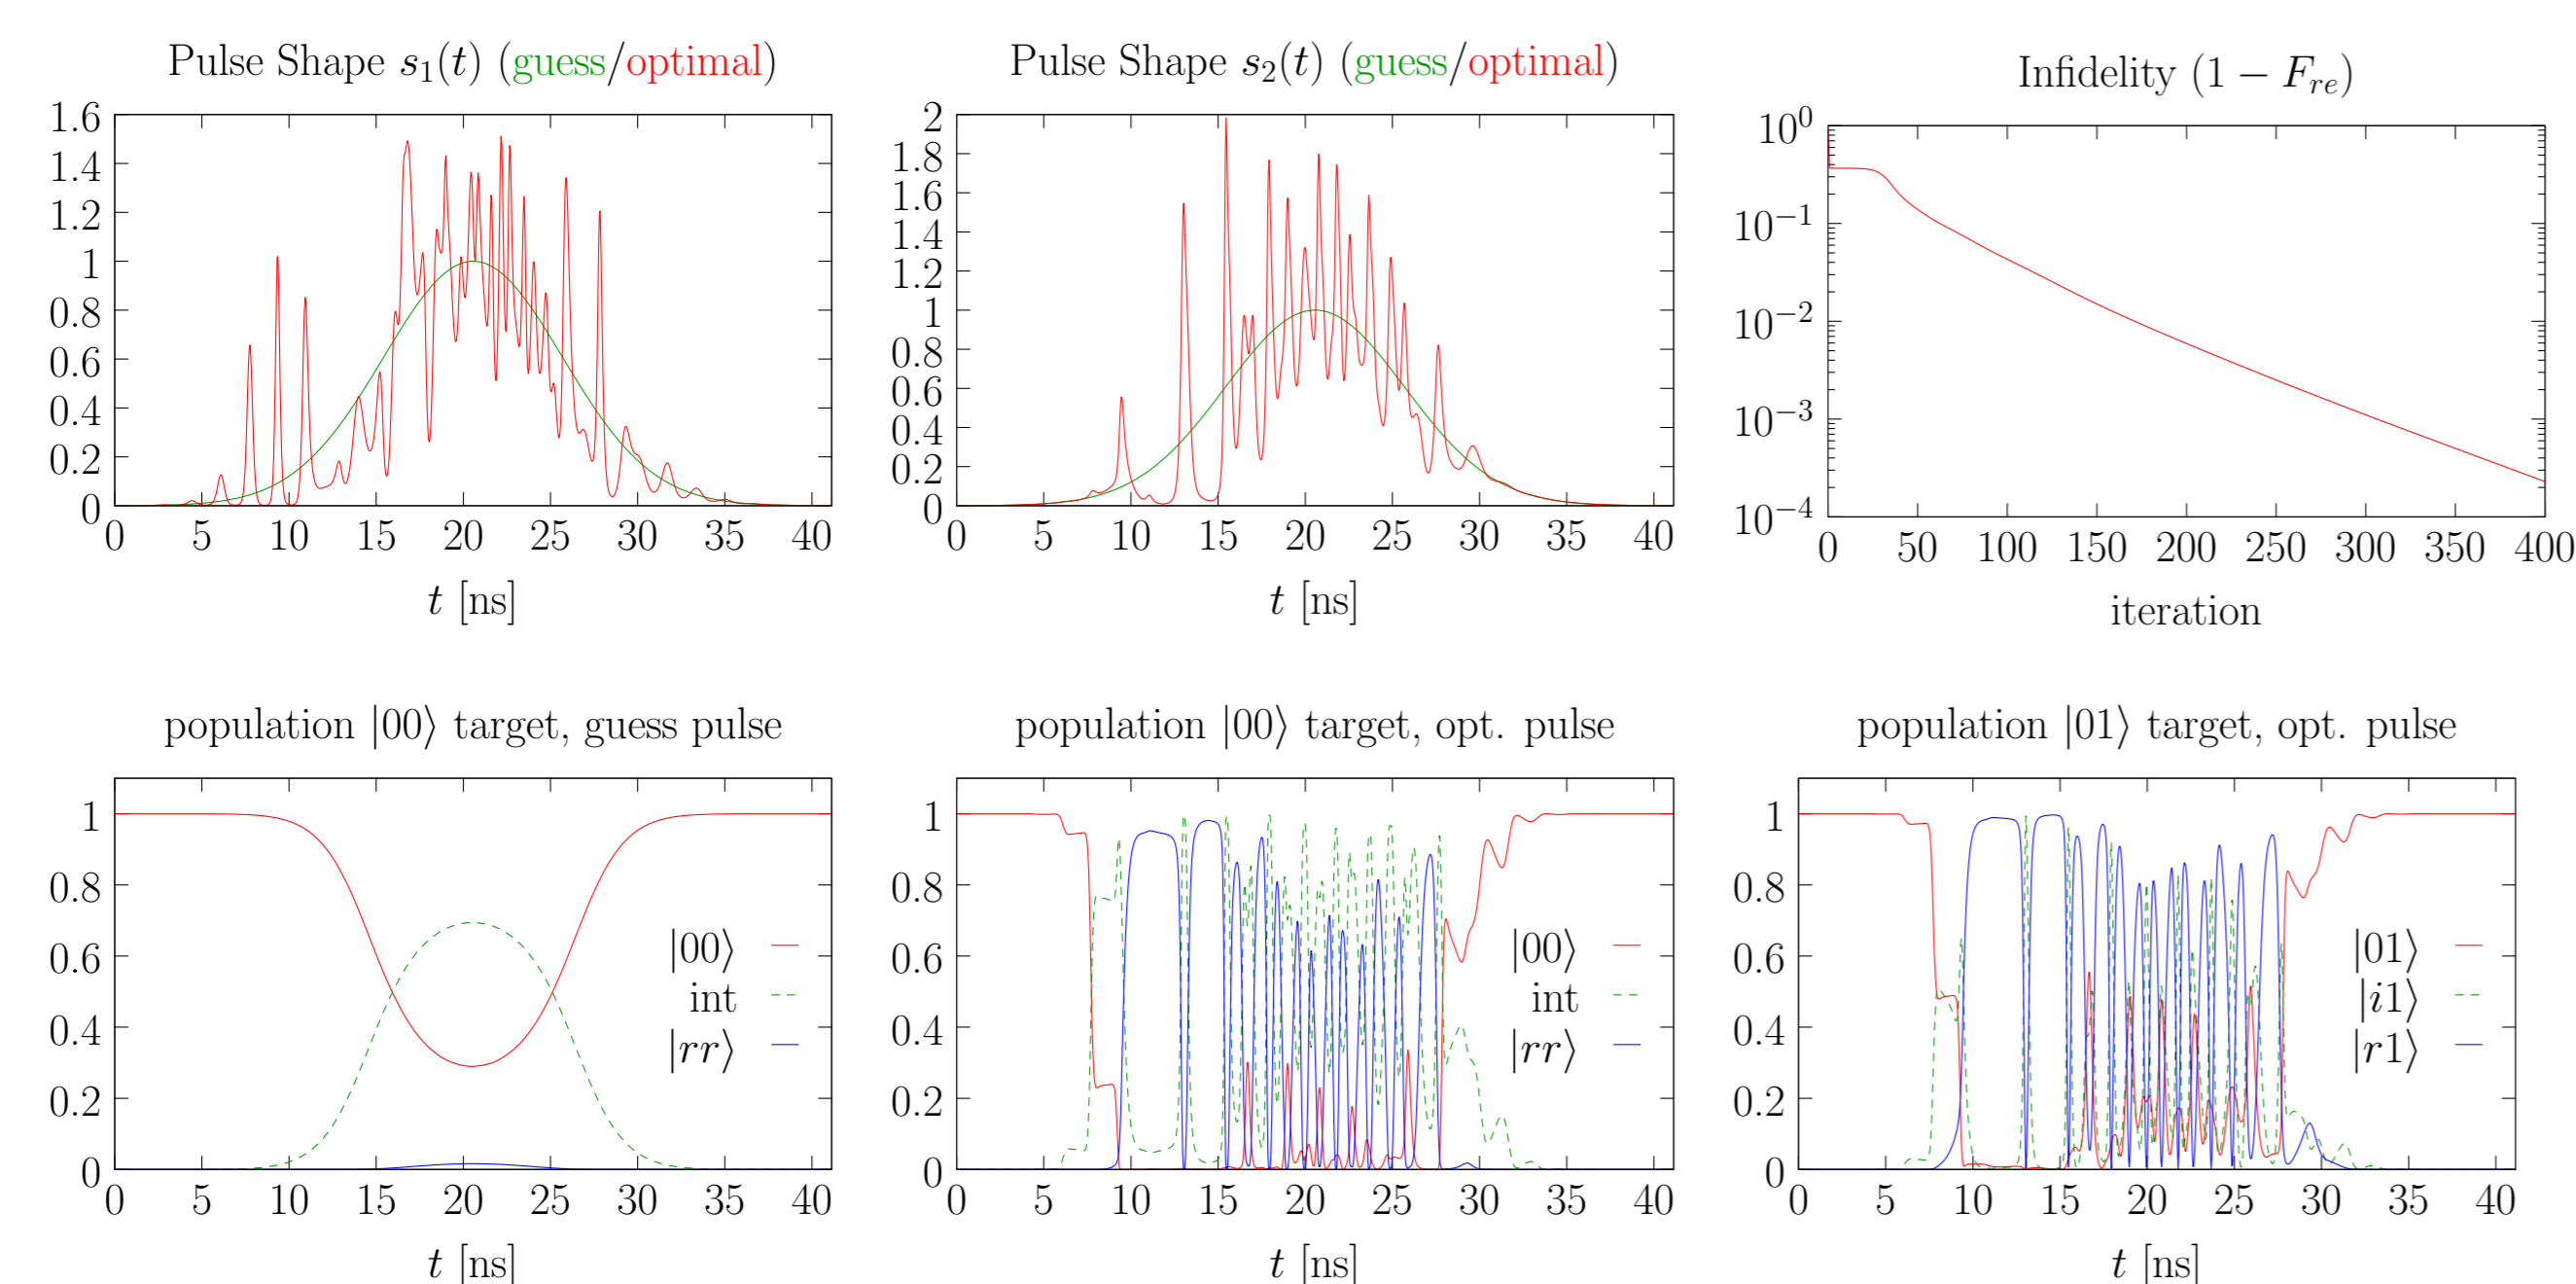 Pulse Shape s₁(t) (guess/optimal)
1.6
1.4
1.2
1
0.8
0.6
0.4
0.2
0
0 5 10 15 20 25 30 35 40
t [ns]
Pulse Shape s₂(t) (guess/optimal)
2
1.8
1.6
1.4
1.2
1
0.8
0.6
0.4
0.2
0
0 5 10 15 20 25 30 35 40
t [ns]
Infidelity (1 − Fᵣₑ)
10⁰
10⁻¹
10⁻²
10⁻³
10⁻⁴
0 50 100 150 200 250 300 350 400
iteration
population |00⟩ target, guess pulse
1
0.8
0.6
0.4
0.2
0
|00⟩
int
|rr⟩
0 5 10 15 20 25 30 35 40
t [ns]
population |00⟩ target, opt. pulse
1
0.8
0.6
0.4
0.2
0
|00⟩
int
|rr⟩
0 5 10 15 20 25 30 35 40
t [ns]
population |01⟩ target, opt. pulse
1
0.8
0.6
0.4
0.2
0
|01⟩
|i1⟩
|r1⟩
0 5 10 15 20 25 30 35 40
t [ns]